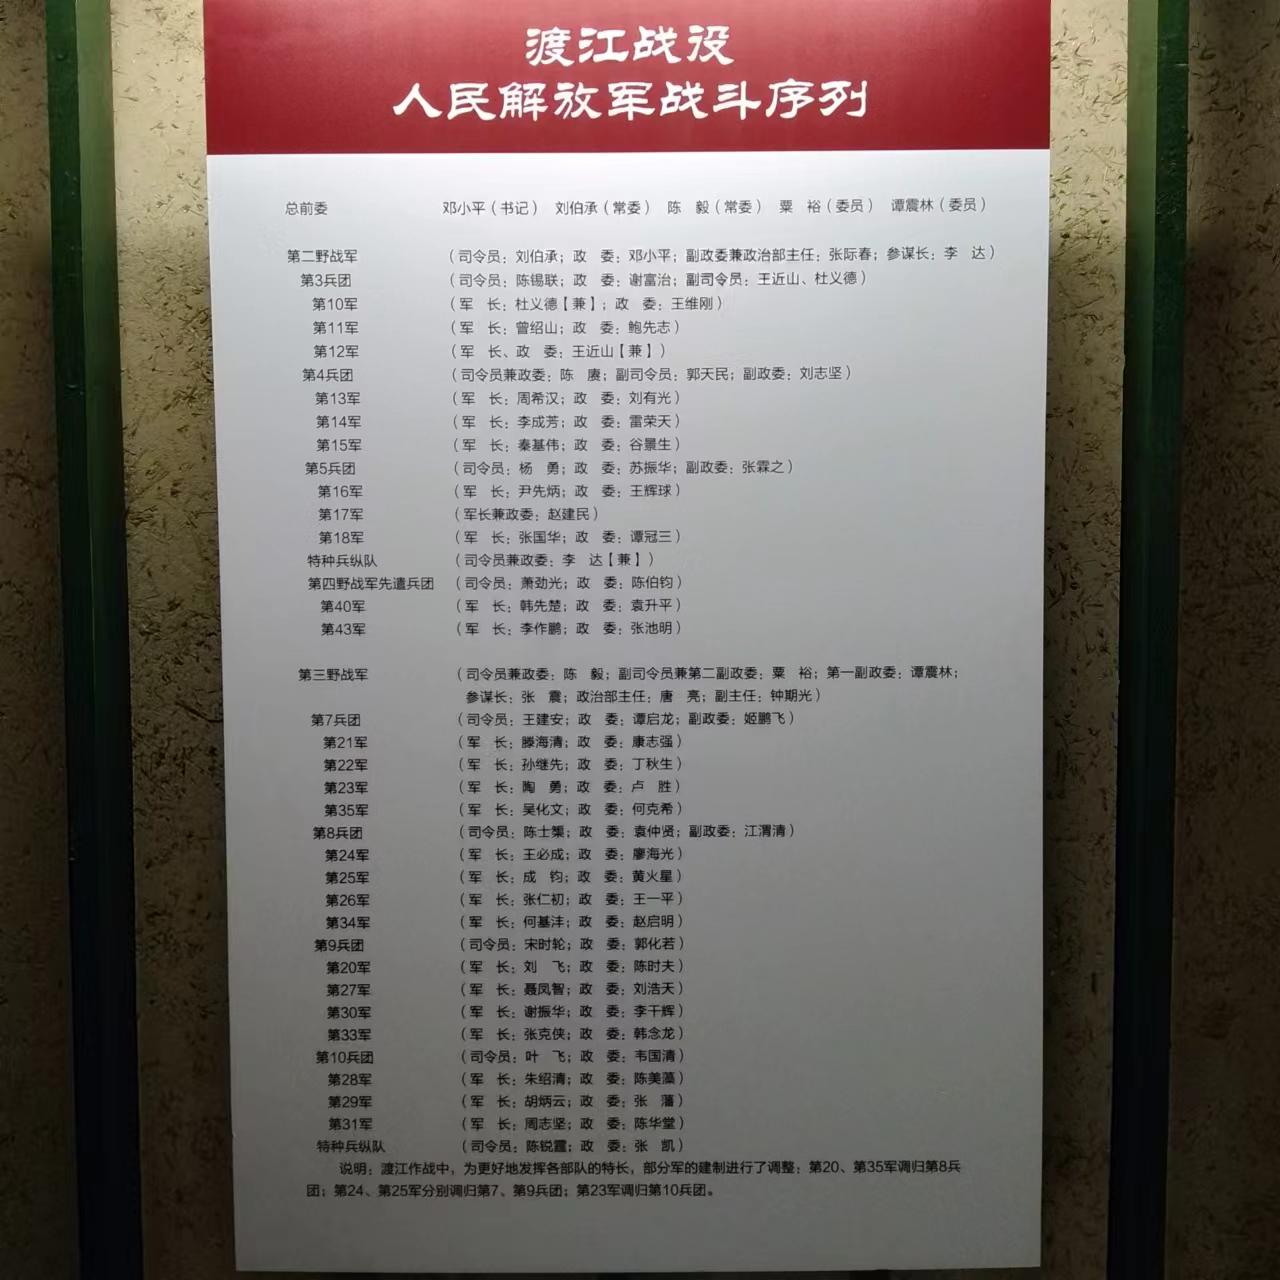 渡江战役
人民解放军战斗序列
总前委 邓小平（书记） 刘伯承（常委） 陈 毅（常委） 粟 裕（委员） 谭震林（委员）
第二野战军 （司令员：刘伯承；政 委：邓小平；副政委兼政治部主任：张际春；参谋长：李 达）
第3兵团 （司令员：陈锡联；政 委：谢富治；副司令员：王近山、杜义德）
第10军 （军 长：杜义德【兼】；政 委：王维刚）
第11军 （军 长：曾绍山；政 委：鲍先志）
第12军 （军 长、政 委：王近山【兼】）
第4兵团 （司令员兼政委：陈 赓；副司令员：郭天民；副政委：刘志坚）
第13军 （军 长：周希汉；政 委：刘有光）
第14军 （军 长：李成芳；政 委：雷荣天）
第15军 （军 长：秦基伟；政 委：谷景生）
第5兵团 （司令员：杨 勇；政 委：苏振华；副政委：张霖之）
第16军 （军 长：尹先炳；政 委：王辉球）
第17军 （军长兼政委：赵建民）
第18军 （军 长：张国华；政 委：谭冠三）
特种兵纵队 （司令员兼政委：李 达【兼】）
第四野战军先遣兵团 （司令员：萧劲光；政 委：陈伯钧）
第40军 （军 长：韩先楚；政 委：袁升平）
第43军 （军 长：李作鹏；政 委：张池明）
第三野战军 （司令员兼政委：陈 毅；副司令员兼第二副政委：粟 裕；第一副政委：谭震林；
参谋长：张 震；政治部主任：唐 亮；副主任：钟期光）
第7兵团 （司令员：王建安；政 委：谭启龙；副政委：姬鹏飞）
第21军 （军 长：滕海清；政 委：康志强）
第22军 （军 长：孙继先；政 委：丁秋生）
第23军 （军 长：陶 勇；政 委：卢 胜）
第35军 （军 长：吴化文；政 委：何克希）
第8兵团 （司令员：陈士榘；政 委：袁仲贤；副政委：江渭清）
第24军 （军 长：王必成；政 委：廖海光）
第25军 （军 长：成 钧；政 委：黄火星）
第26军 （军 长：张仁初；政 委：王一平）
第34军 （军 长：何基沣；政 委：赵启明）
第9兵团 （司令员：宋时轮；政 委：郭化若）
第20军 （军 长：刘 飞；政 委：陈时夫）
第27军 （军 长：聂凤智；政 委：刘浩天）
第30军 （军 长：谢振华；政 委：李干辉）
第33军 （军 长：张克侠；政 委：韩念龙）
第10兵团 （司令员：叶 飞；政 委：韦国清）
第28军 （军 长：朱绍清；政 委：陈美藻）
第29军 （军 长：胡炳云；政 委：张 藩）
第31军 （军 长：周志坚；政 委：陈华堂）
特种兵纵队 （司令员：陈锐霆；政 委：张 凯）
说明：渡江作战中，为更好地发挥各部队的特长，部分军的建制进行了调整：第20、第35军调归第8兵
团；第24、第25军分别调归第7、第9兵团；第23军调归第10兵团。